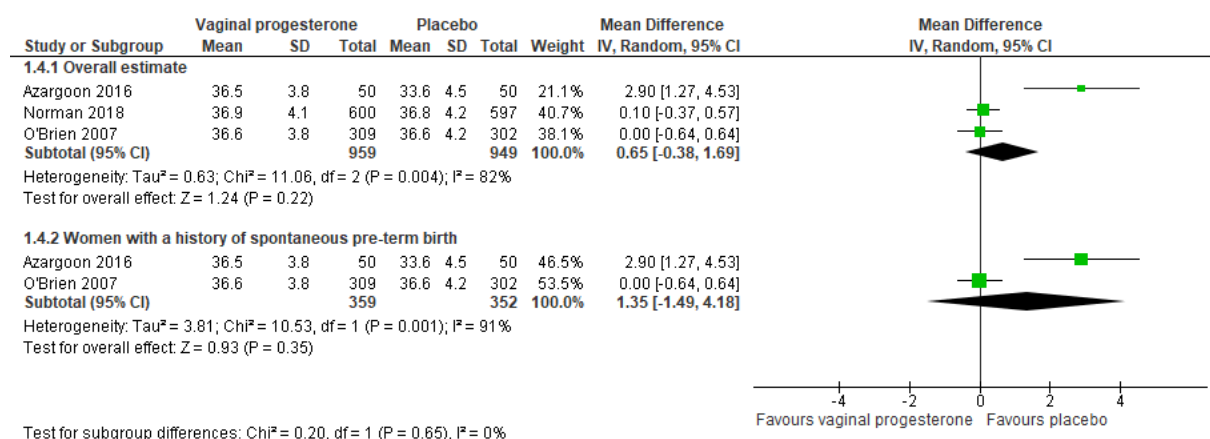 Vaginal progesterone Placebo Mean Difference Mean Difference
Study or Subgroup Mean SD Total Mean SD Total Weight IV, Random, 95% CI IV, Random, 95% CI
1.4.1 Overall estimate
Azargoon 2016 36.5 3.8 50 33.6 4.5 50 21.1% 2.90 [1.27, 4.53]
Norman 2018 36.9 4.1 600 36.8 4.2 597 40.7% 0.10 [-0.37, 0.57]
O'Brien 2007 36.6 3.8 309 36.6 4.2 302 38.1% 0.00 [-0.64, 0.64]
Subtotal (95% CI) 959 949 100.0% 0.65 [-0.38, 1.69]
Heterogeneity: Tau² = 0.63; Chi² = 11.06, df = 2 (P = 0.004); I² = 82%
Test for overall effect: Z = 1.24 (P = 0.22)
1.4.2 Women with a history of spontaneous pre-term birth
Azargoon 2016 36.5 3.8 50 33.6 4.5 50 46.5% 2.90 [1.27, 4.53]
O'Brien 2007 36.6 3.8 309 36.6 4.2 302 53.5% 0.00 [-0.64, 0.64]
Subtotal (95% CI) 359 352 100.0% 1.35 [-1.49, 4.18]
Heterogeneity: Tau² = 3.81; Chi² = 10.53, df = 1 (P = 0.001); I² = 91%
Test for overall effect: Z = 0.93 (P = 0.35)
-4 -2 0 2 4
Favours vaginal progesterone Favours placebo
Test for subgroup differences: Chi² = 0.20, df = 1 (P = 0.65), I² = 0%